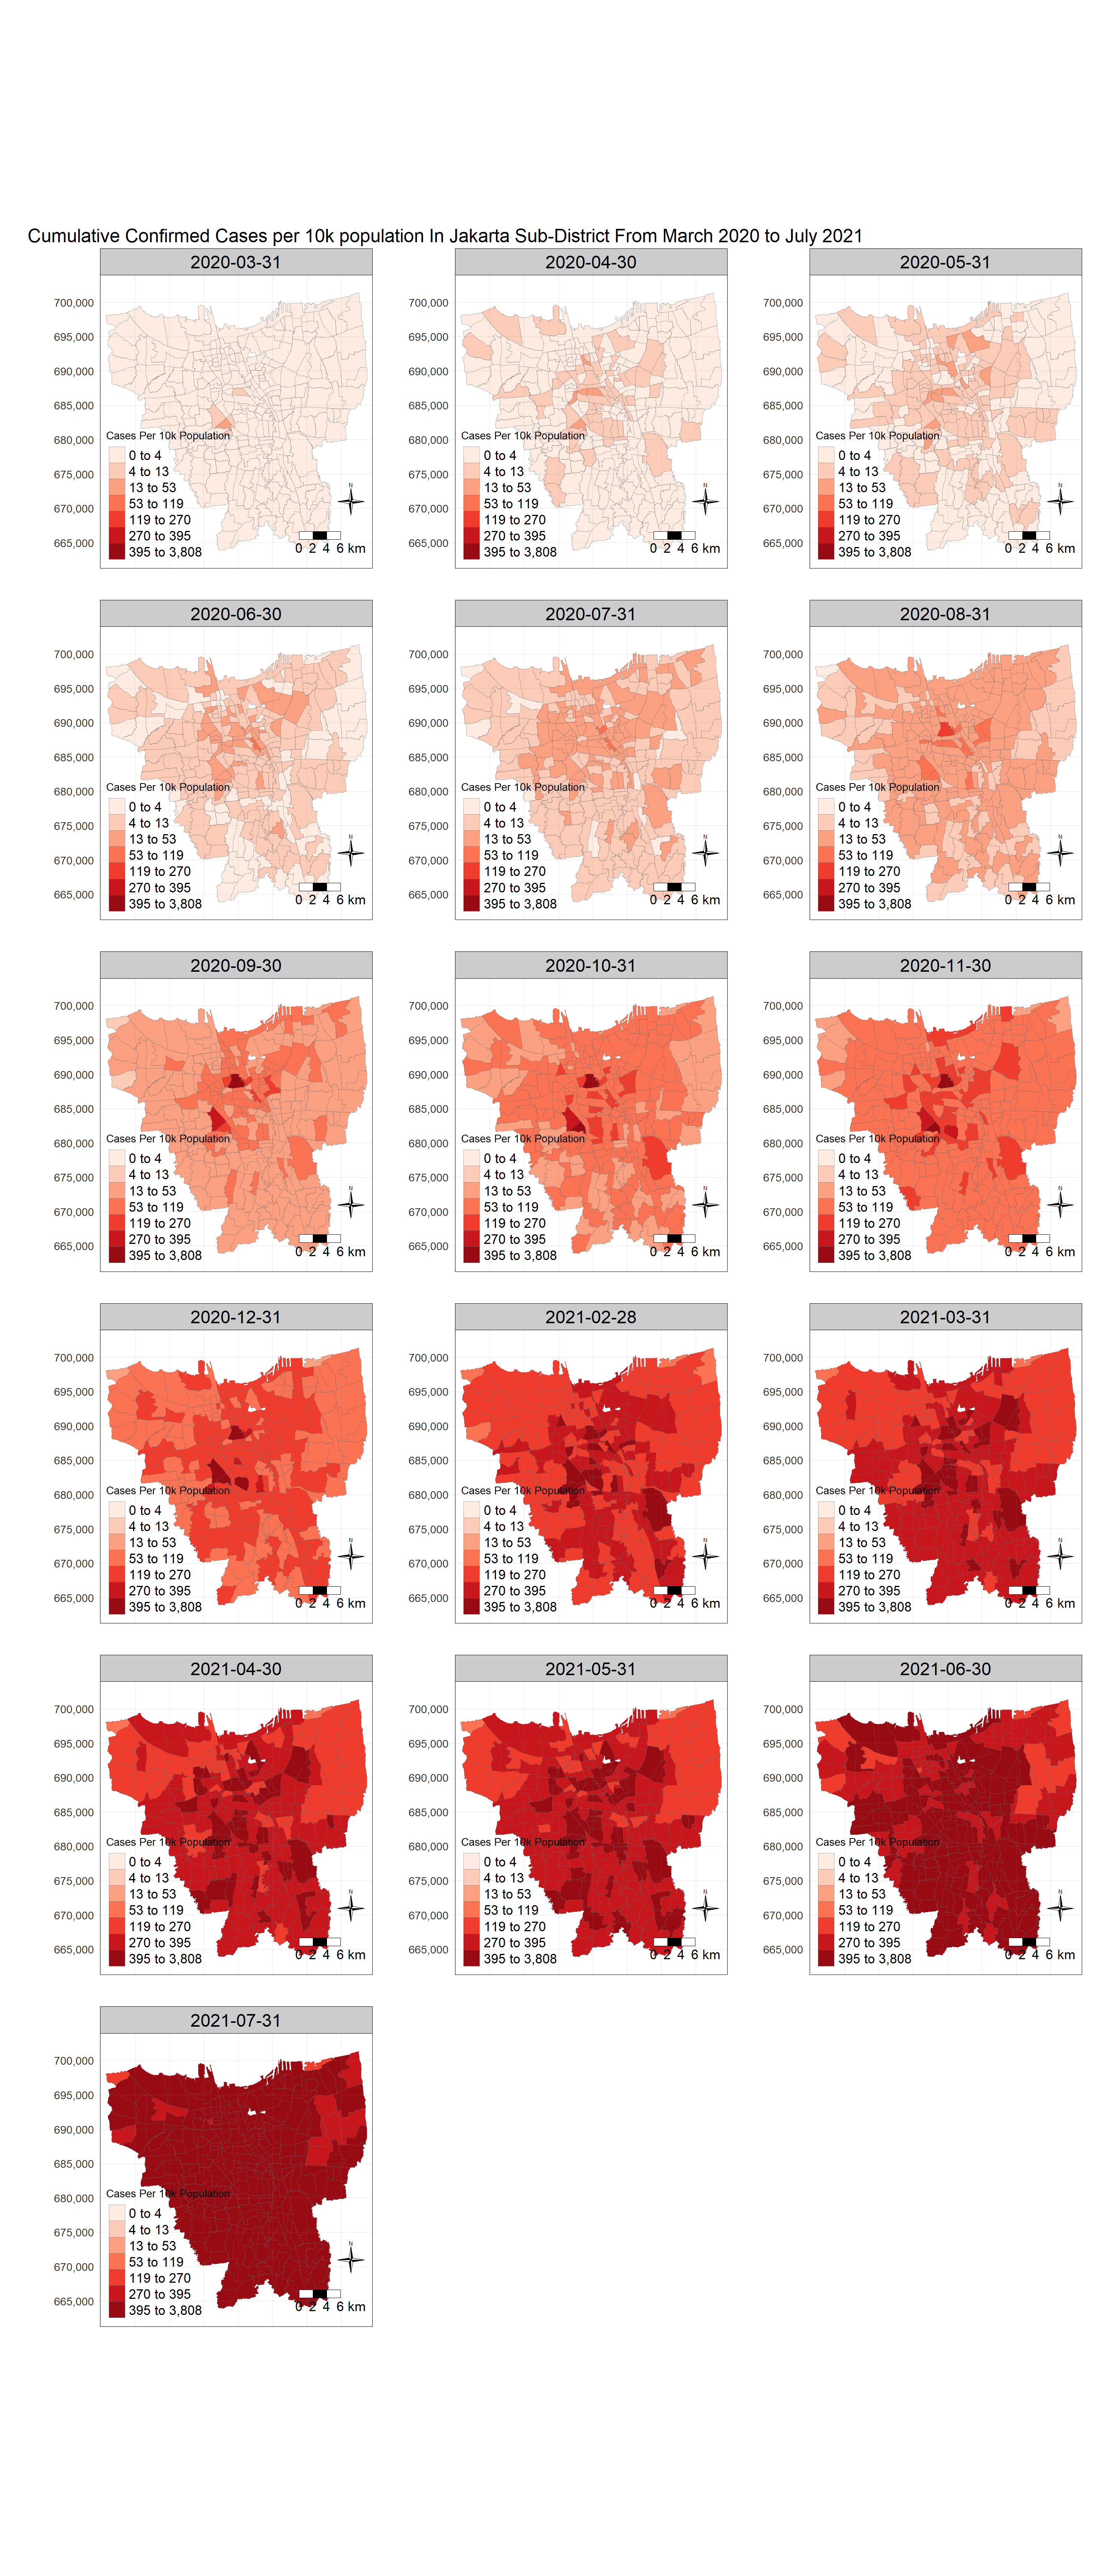 Cumulative Confirmed Cases per 10k population In Jakarta Sub-District From March 2020 to July 2021
2020-03-31
700,000
695,000
690,000
685,000
680,000
675,000
670,000
665,000
Cases Per 10k Population
0 to 4
4 to 13
13 to 53
53 to 119
119 to 270
270 to 395
395 to 3,808
N
0 2 4 6 km
2020-04-30
700,000
695,000
690,000
685,000
680,000
675,000
670,000
665,000
Cases Per 10k Population
0 to 4
4 to 13
13 to 53
53 to 119
119 to 270
270 to 395
395 to 3,808
N
0 2 4 6 km
2020-05-31
700,000
695,000
690,000
685,000
680,000
675,000
670,000
665,000
Cases Per 10k Population
0 to 4
4 to 13
13 to 53
53 to 119
119 to 270
270 to 395
395 to 3,808
N
0 2 4 6 km
2020-06-30
700,000
695,000
690,000
685,000
680,000
675,000
670,000
665,000
Cases Per 10k Population
0 to 4
4 to 13
13 to 53
53 to 119
119 to 270
270 to 395
395 to 3,808
N
0 2 4 6 km
2020-07-31
700,000
695,000
690,000
685,000
680,000
675,000
670,000
665,000
Cases Per 10k Population
0 to 4
4 to 13
13 to 53
53 to 119
119 to 270
270 to 395
395 to 3,808
N
0 2 4 6 km
2020-08-31
700,000
695,000
690,000
685,000
680,000
675,000
670,000
665,000
Cases Per 10k Population
0 to 4
4 to 13
13 to 53
53 to 119
119 to 270
270 to 395
395 to 3,808
N
0 2 4 6 km
2020-09-30
700,000
695,000
690,000
685,000
680,000
675,000
670,000
665,000
Cases Per 10k Population
0 to 4
4 to 13
13 to 53
53 to 119
119 to 270
270 to 395
395 to 3,808
N
0 2 4 6 km
2020-10-31
700,000
695,000
690,000
685,000
680,000
675,000
670,000
665,000
Cases Per 10k Population
0 to 4
4 to 13
13 to 53
53 to 119
119 to 270
270 to 395
395 to 3,808
N
0 2 4 6 km
2020-11-30
700,000
695,000
690,000
685,000
680,000
675,000
670,000
665,000
Cases Per 10k Population
0 to 4
4 to 13
13 to 53
53 to 119
119 to 270
270 to 395
395 to 3,808
N
0 2 4 6 km
2020-12-31
700,000
695,000
690,000
685,000
680,000
675,000
670,000
665,000
Cases Per 10k Population
0 to 4
4 to 13
13 to 53
53 to 119
119 to 270
270 to 395
395 to 3,808
N
0 2 4 6 km
2021-02-28
700,000
695,000
690,000
685,000
680,000
675,000
670,000
665,000
Cases Per 10k Population
0 to 4
4 to 13
13 to 53
53 to 119
119 to 270
270 to 395
395 to 3,808
N
0 2 4 6 km
2021-03-31
700,000
695,000
690,000
685,000
680,000
675,000
670,000
665,000
Cases Per 10k Population
0 to 4
4 to 13
13 to 53
53 to 119
119 to 270
270 to 395
395 to 3,808
N
0 2 4 6 km
2021-04-30
700,000
695,000
690,000
685,000
680,000
675,000
670,000
665,000
Cases Per 10k Population
0 to 4
4 to 13
13 to 53
53 to 119
119 to 270
270 to 395
395 to 3,808
N
0 2 4 6 km
2021-05-31
700,000
695,000
690,000
685,000
680,000
675,000
670,000
665,000
Cases Per 10k Population
0 to 4
4 to 13
13 to 53
53 to 119
119 to 270
270 to 395
395 to 3,808
N
0 2 4 6 km
2021-06-30
700,000
695,000
690,000
685,000
680,000
675,000
670,000
665,000
Cases Per 10k Population
0 to 4
4 to 13
13 to 53
53 to 119
119 to 270
270 to 395
395 to 3,808
N
0 2 4 6 km
2021-07-31
700,000
695,000
690,000
685,000
680,000
675,000
670,000
665,000
Cases Per 10k Population
0 to 4
4 to 13
13 to 53
53 to 119
119 to 270
270 to 395
395 to 3,808
N
0 2 4 6 km